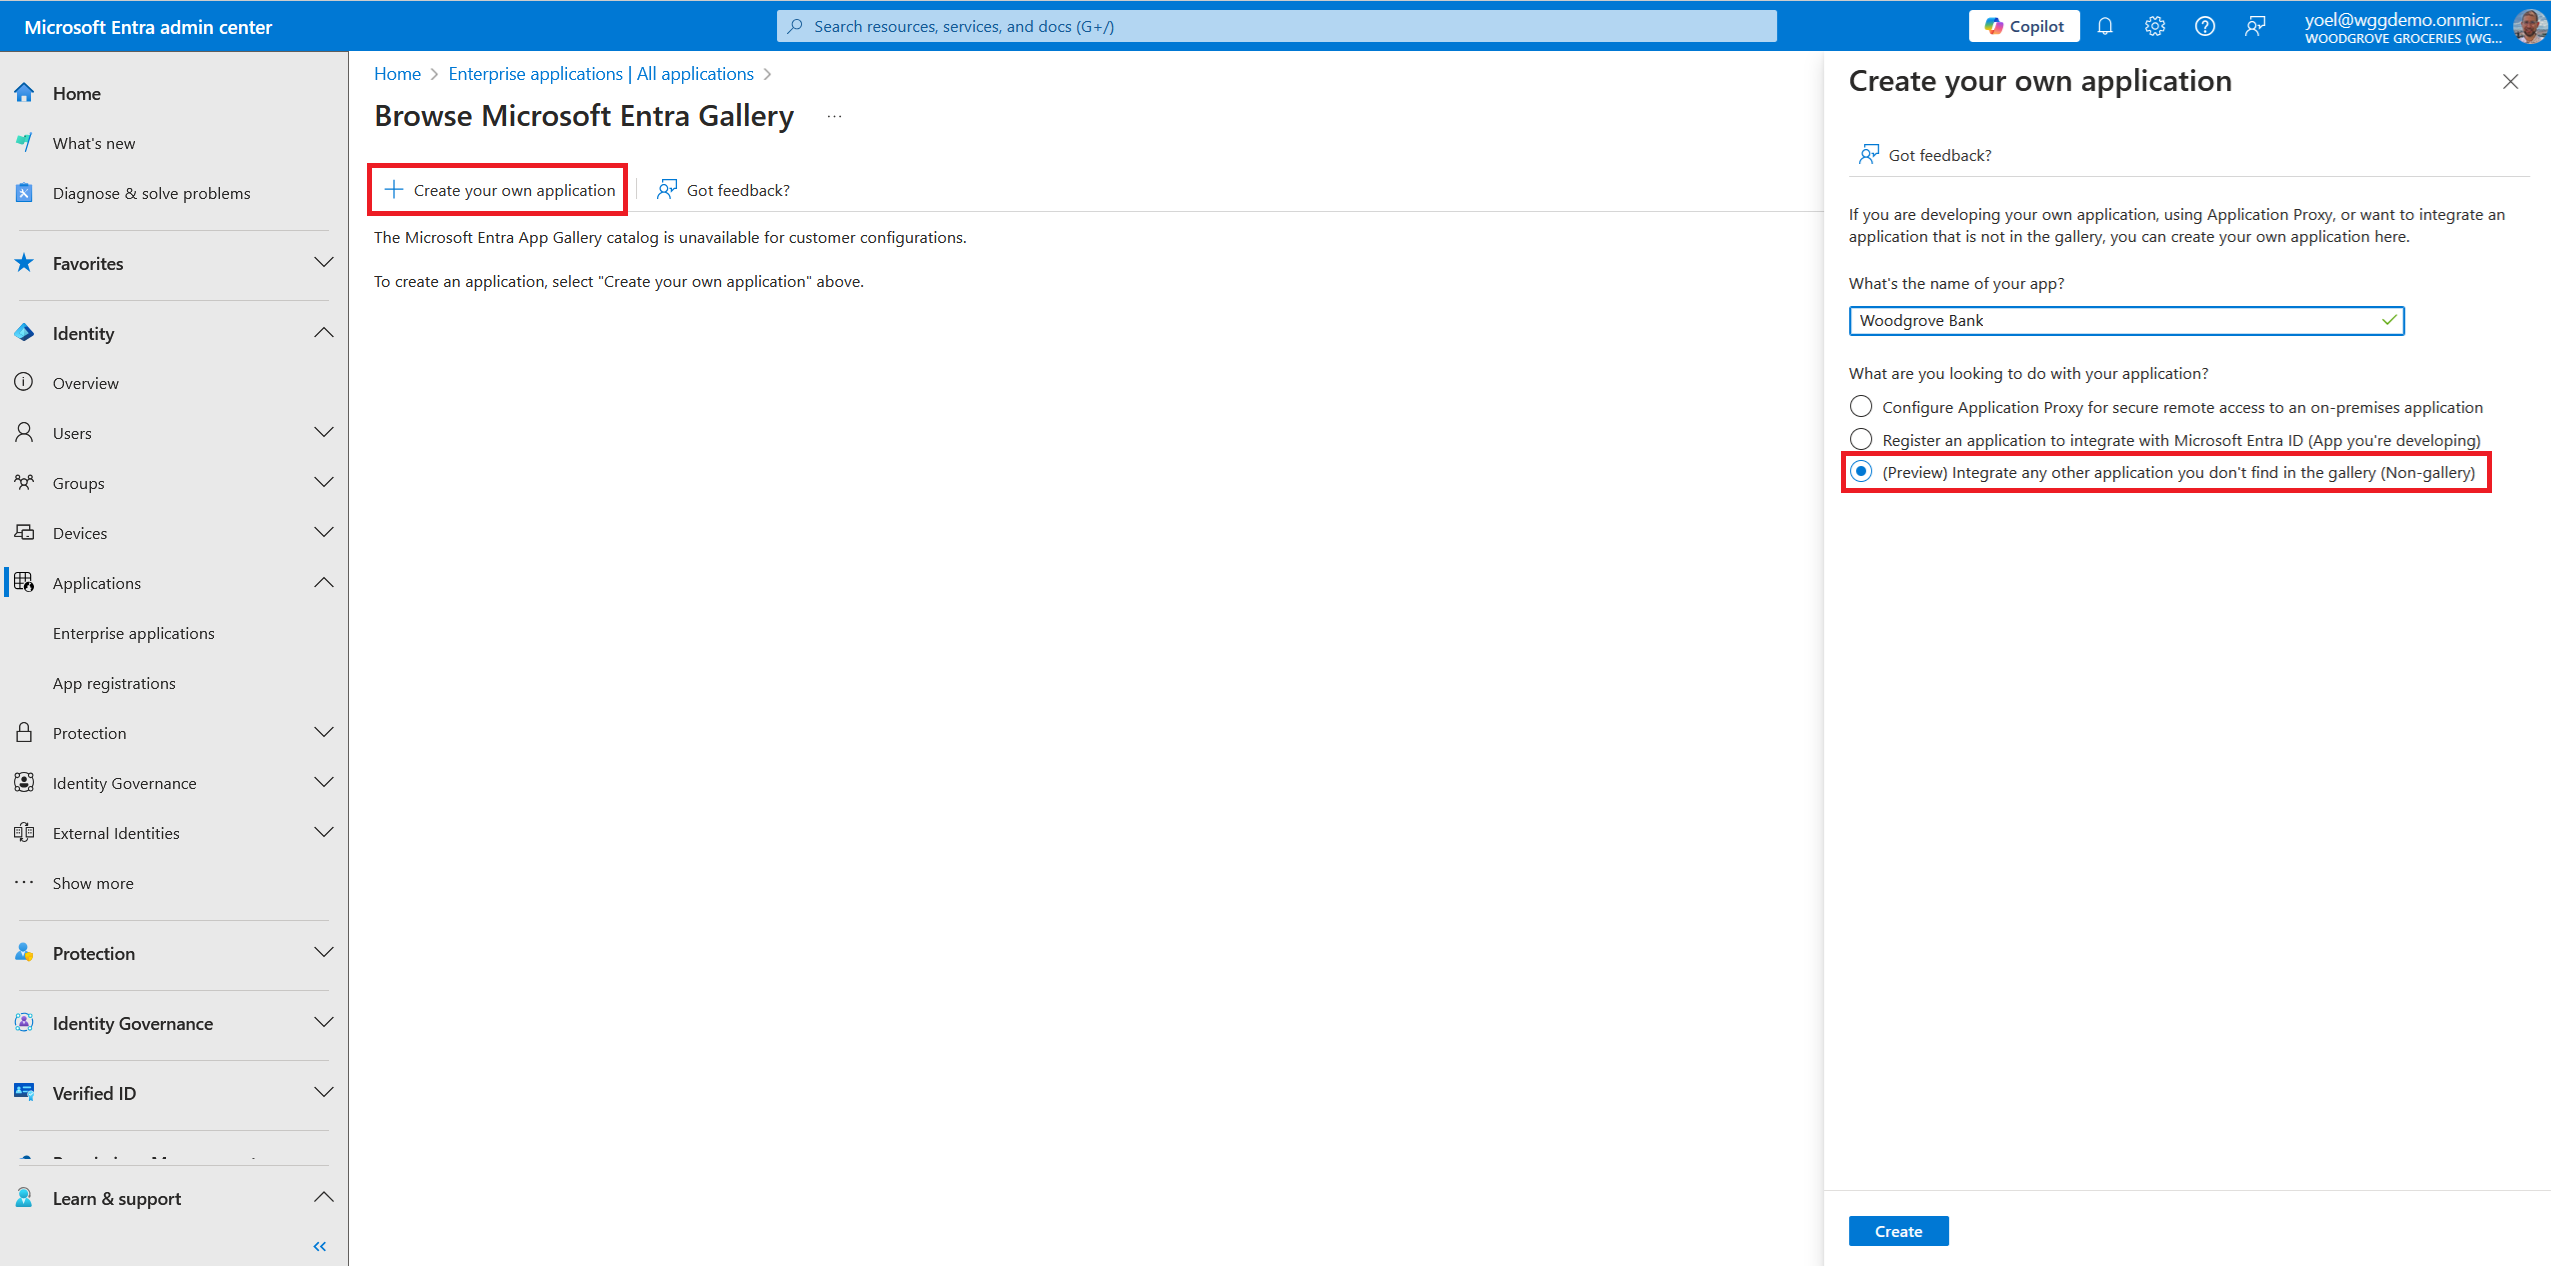 Microsoft Entra admin center
Search resources, services, and docs (G+/)
Copilot
yoel@wggdemo.onmicr...
WOODGROVE GROCERIES (WG...
Home
What's new
Diagnose & solve problems
Favorites
Identity
Overview
Users
Groups
Devices
Applications
Enterprise applications
App registrations
Protection
Identity Governance
External Identities
Show more
Protection
Identity Governance
Verified ID
Learn & support
Home > Enterprise applications | All applications >
Browse Microsoft Entra Gallery ...
Create your own application
Got feedback?
The Microsoft Entra App Gallery catalog is unavailable for customer configurations.
To create an application, select "Create your own application" above.
Create your own application
Got feedback?
If you are developing your own application, using Application Proxy, or want to integrate an
application that is not in the gallery, you can create your own application here.
What's the name of your app?
Woodgrove Bank
What are you looking to do with your application?
Configure Application Proxy for secure remote access to an on-premises application
Register an application to integrate with Microsoft Entra ID (App you're developing)
(Preview) Integrate any other application you don't find in the gallery (Non-gallery)
Create